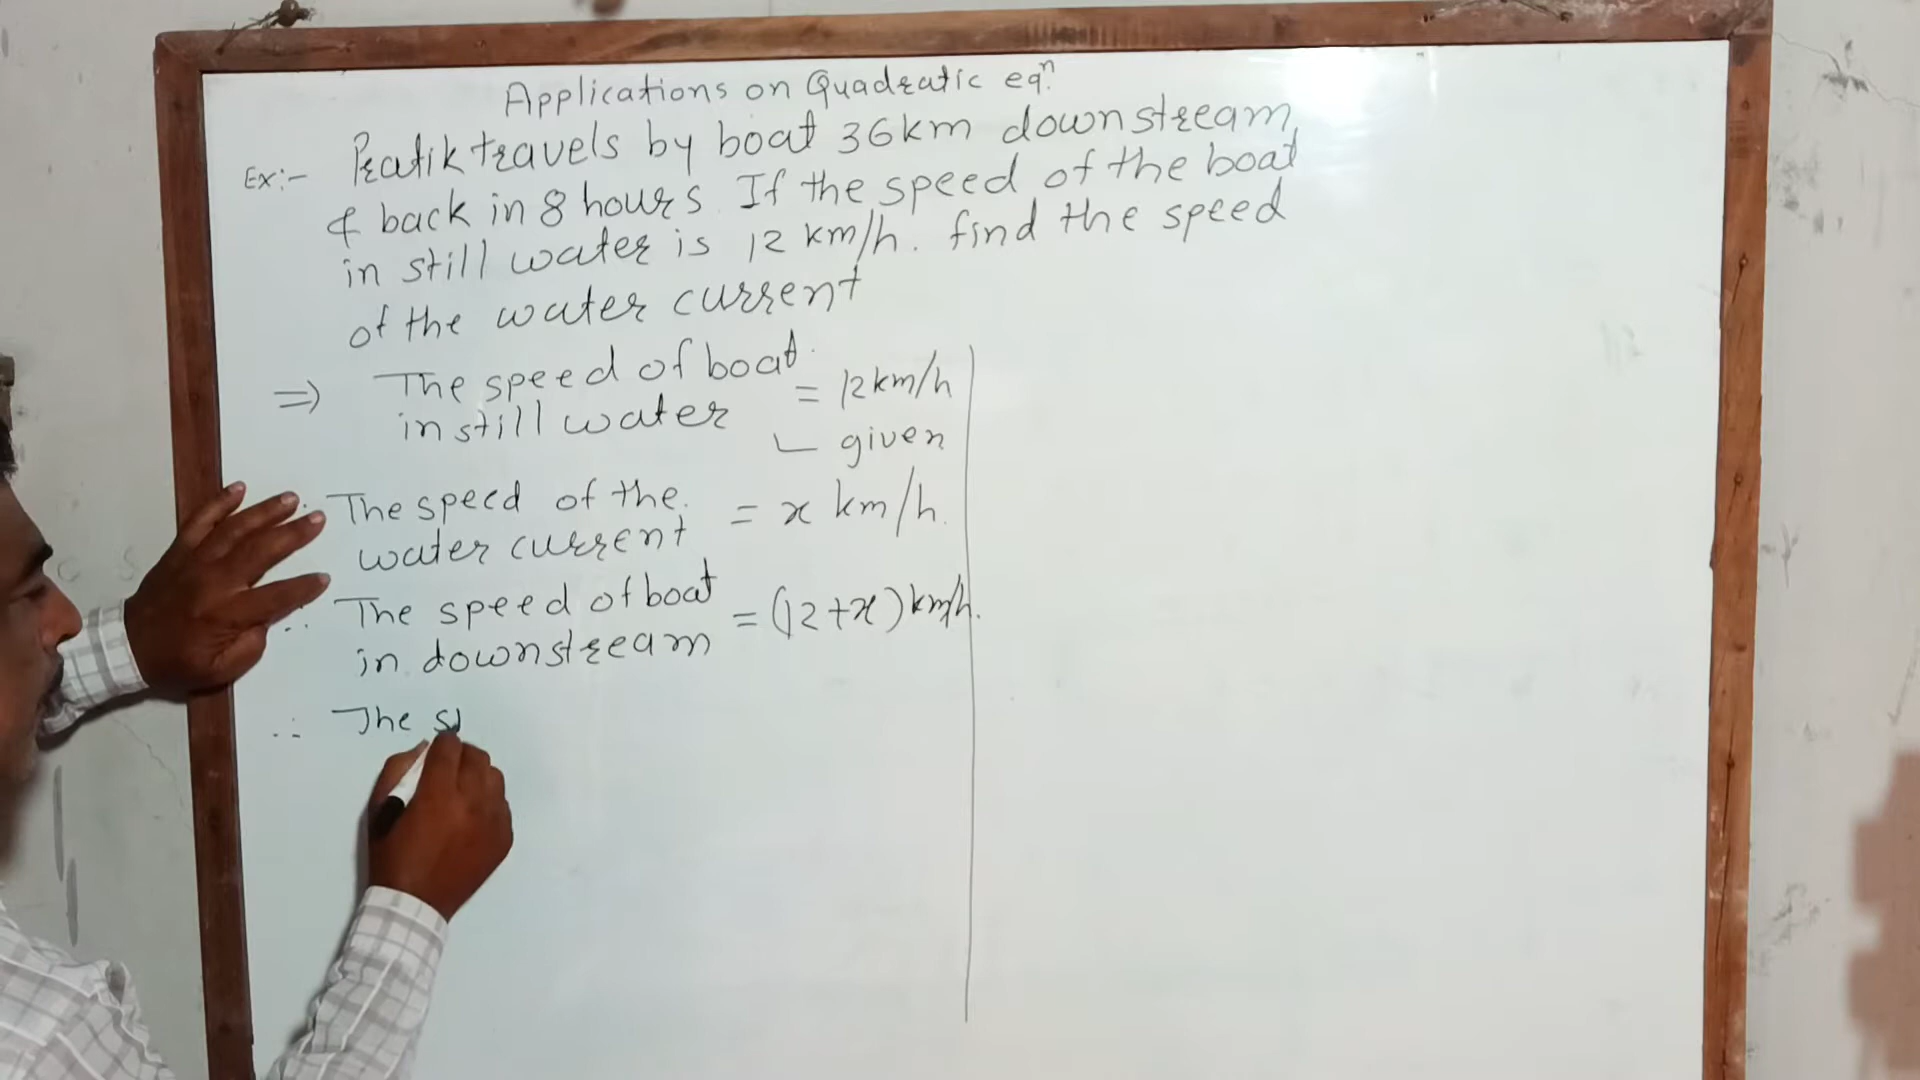 Applications on Quadratic eqⁿ.
Ex:- Pratik travels by boat 36km downstream
& back in 8 hours. If the speed of the boat
in still water is 12 km/h. find the speed
of the water current
⇒ The speed of boat = 12km/h
in still water
given
The speed of the = x km/h.
water current
∴ The speed of boat = (12+x) km/h.
in downstream
∴ The sp